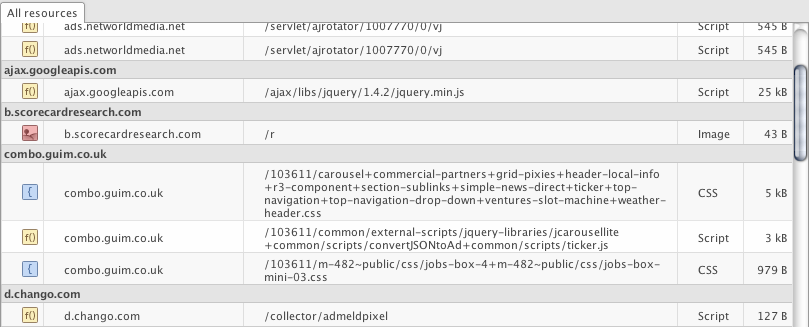 All resources
f() ads.networldmedia.net /servlet/ajrotator/1007770/0/vj Script 545 B
f() ads.networldmedia.net /servlet/ajrotator/1007770/0/vj Script 545 B
ajax.googleapis.com
f() ajax.googleapis.com /ajax/libs/jquery/1.4.2/jquery.min.js Script 25 kB
b.scorecardresearch.com
b.scorecardresearch.com /r Image 43 B
combo.guim.co.uk
/103611/carousel+commercial-partners+grid-pixies+header-local-info
{ combo.guim.co.uk +r3-component+section-sublinks+simple-news-direct+ticker+top- CSS 5 kB
navigation+top-navigation-drop-down+ventures-slot-machine+weather-
header.css
f() combo.guim.co.uk /103611/common/external-scripts/jquery-libraries/jcarousellite Script 3 kB
+common/scripts/convertJSONtoAd+common/scripts/ticker.js
{ combo.guim.co.uk /103611/m-482~public/css/jobs-box-4+m-482~public/css/jobs-box- CSS 979 B
mini-03.css
d.chango.com
f() d.chango.com /collector/admeldpixel Script 127 B